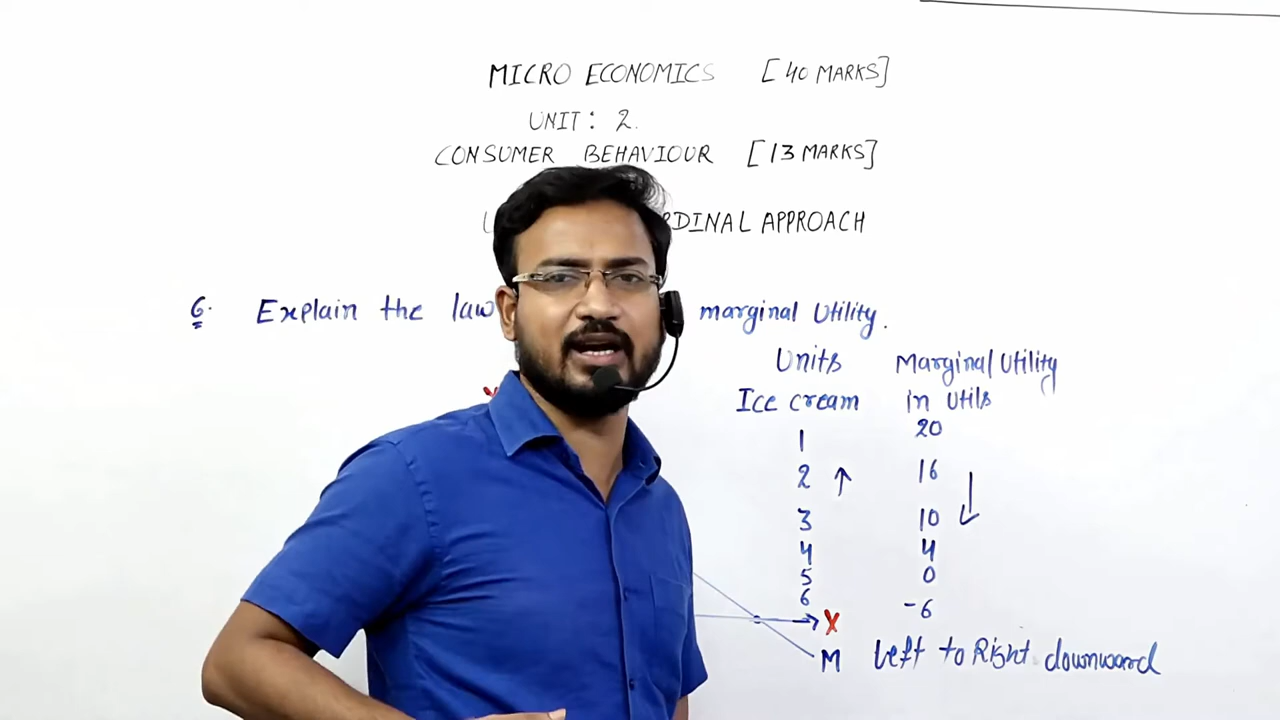 MICRO ECONOMICS [40 MARKS]
UNIT: 2.
CONSUMER BEHAVIOUR [13 MARKS]
RDINAL APPROACH
6. Explain the law marginal Utility.
Units Marginal Utility
Ice cream in Utils
1 20
2 ↑ 16 ↓
3 10
4 4
5 0
6 -6
X
M Left to Right downward